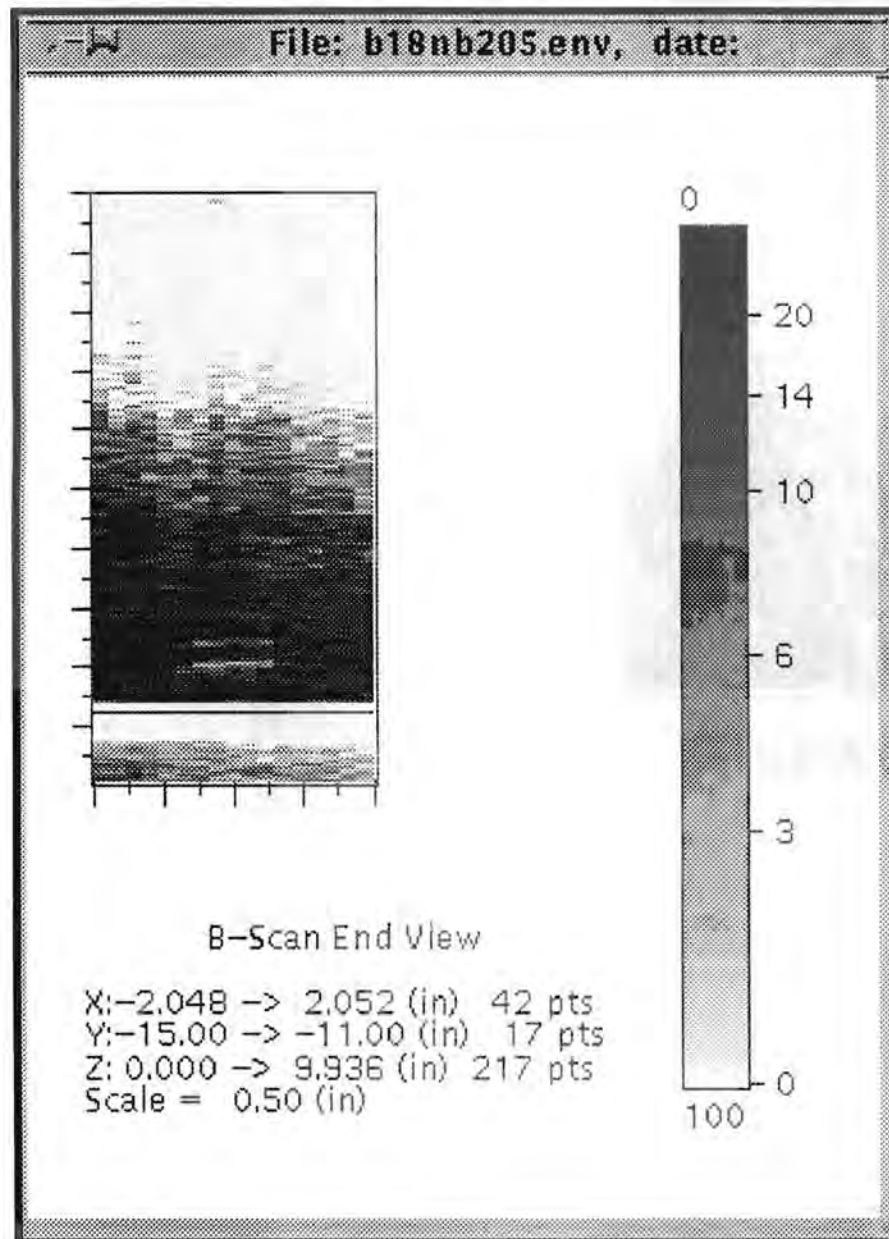 File: b18nb205.env, date:
0
20
14
10
6
3
0
100
B-Scan End View
X:-2.048 -> 2.052 (in) 42 pts
Y:-15.00 -> -11.00 (in) 17 pts
Z: 0.000 -> 9.936 (in) 217 pts
Scale = 0.50 (in)